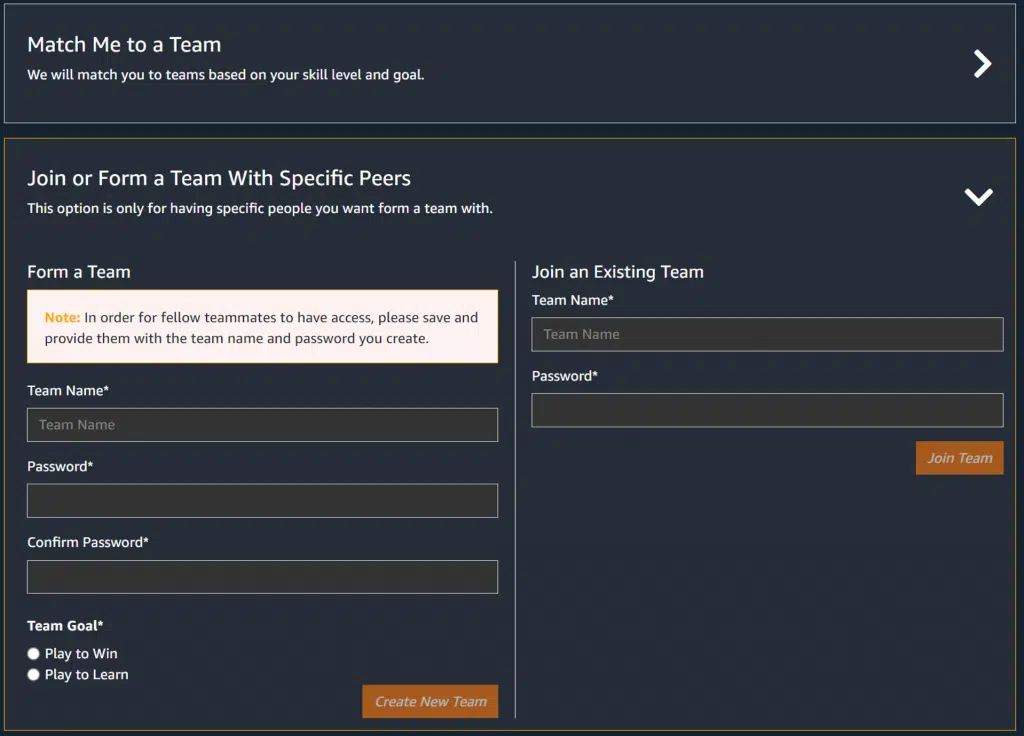 Match Me to a Team
We will match you to teams based on your skill level and goal.
Join or Form a Team With Specific Peers
This option is only for having specific people you want form a team with.
Form a Team
Note: In order for fellow teammates to have access, please save and
provide them with the team name and password you create.
Team Name*
Team Name
Password*
Confirm Password*
Team Goal*
Play to Win
Play to Learn
Create New Team
Join an Existing Team
Team Name*
Team Name
Password*
Join Team